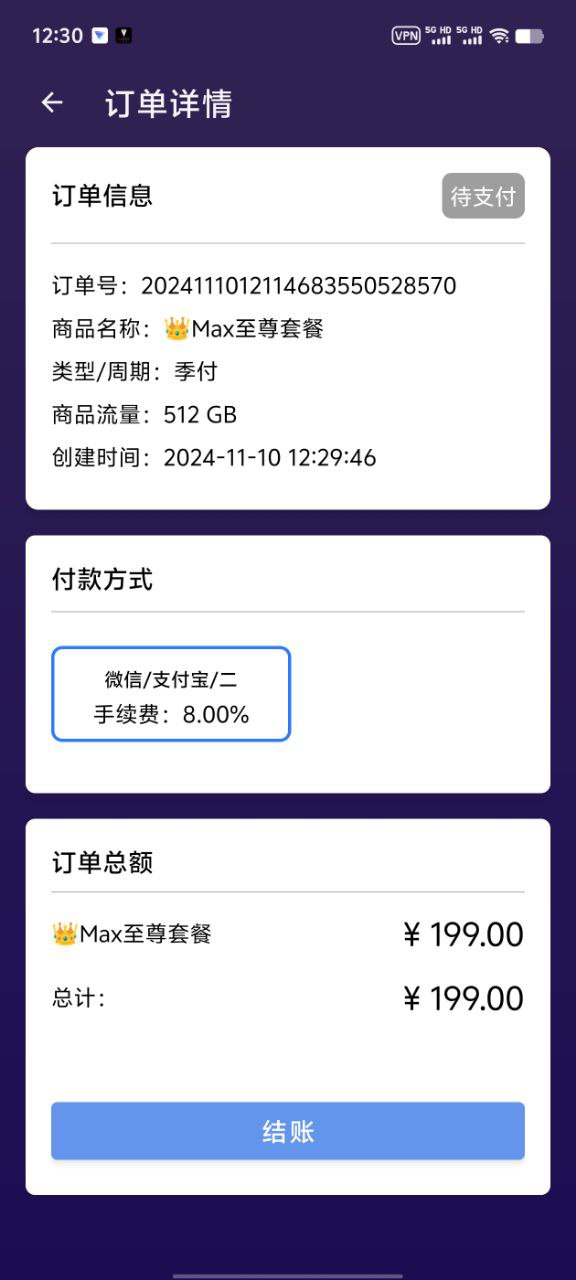 12:30
VPN 5G HD 5G HD
订单详情
订单信息
待支付
订单号：2024111012114683550528570
商品名称：👑Max至尊套餐
类型/周期：季付
商品流量：512 GB
创建时间：2024-11-10 12:29:46
付款方式
微信/支付宝/二
手续费：8.00%
订单总额
👑Max至尊套餐 ¥ 199.00
总计： ¥ 199.00
结账